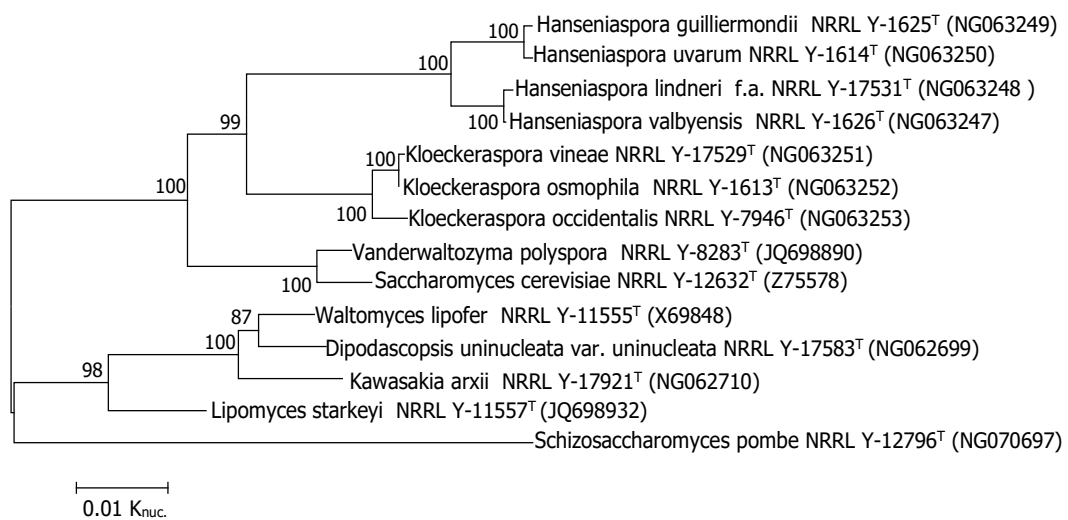 Hanseniaspora guilliermondii NRRL Y-1625T (NG063249)
100
Hanseniaspora uvarum NRRL Y-1614T (NG063250)
100
Hanseniaspora lindneri f.a. NRRL Y-17531T (NG063248 )
100
Hanseniaspora valbyensis NRRL Y-1626T (NG063247)
99
Kloeckeraspora vineae NRRL Y-17529T (NG063251)
100
Kloeckeraspora osmophila NRRL Y-1613T (NG063252)
100
100
Kloeckeraspora occidentalis NRRL Y-7946T (NG063253)
Vanderwaltozyma polyspora NRRL Y-8283T (JQ698890)
100
Saccharomyces cerevisiae NRRL Y-12632T (Z75578)
87
Waltomyces lipofer NRRL Y-11555T (X69848)
100
Dipodascopsis uninucleata var. uninucleata NRRL Y-17583T (NG062699)
98
Kawasakia arxii NRRL Y-17921T (NG062710)
Lipomyces starkeyi NRRL Y-11557T (JQ698932)
Schizosaccharomyces pombe NRRL Y-12796T (NG070697)
0.01 Knuc.